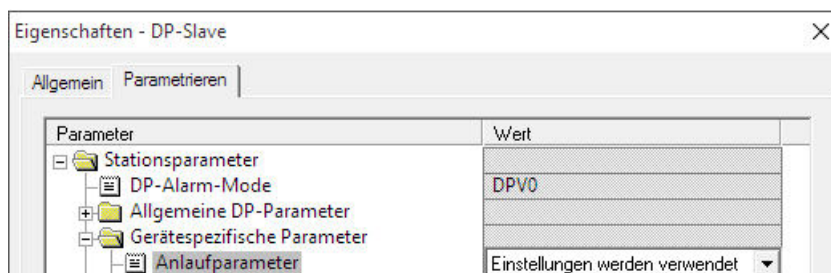 Eigenschaften - DP-Slave
Allgemein Parametrieren
Parameter Wert
Stationsparameter
DP-Alarm-Mode DPV0
Allgemeine DP-Parameter
Gerätespezifische Parameter
Anlaufparameter Einstellungen werden verwendet